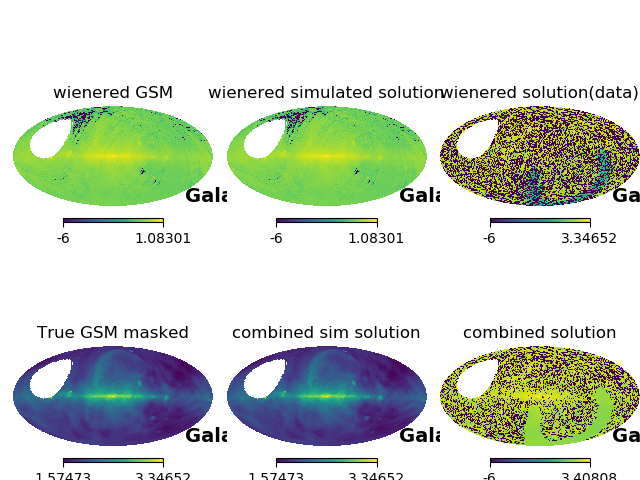 wienered GSM
wienered simulated solution
wienered solution(data)
Gala
Gala
Ga
-6 1.08301
-6 1.08301
-6 3.34652
True GSM masked
combined sim solution
combined solution
Gala
Gala
Ga
1.57473 3.34652
1.57473 3.34652
-6 3.40808